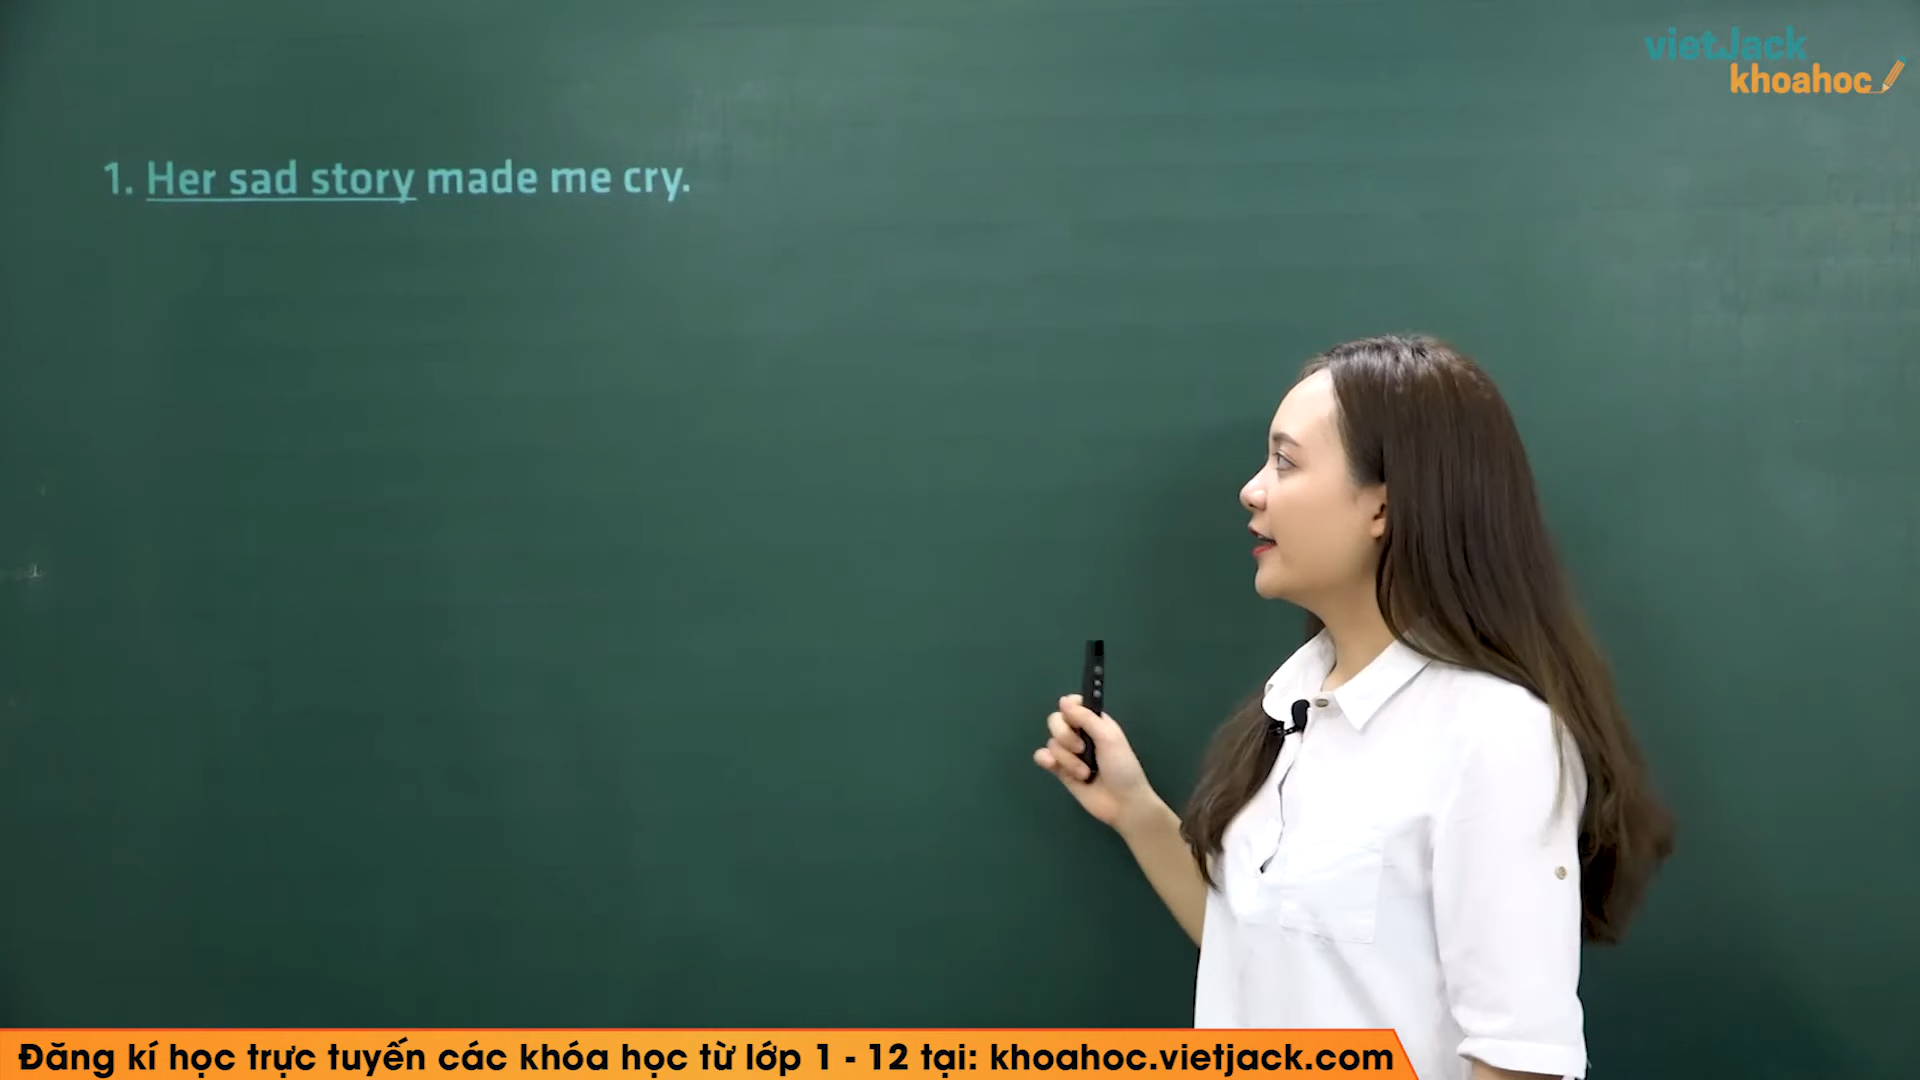 vietJack
khoahoc
1. Her sad story made me cry.
Đăng kí học trực tuyến các khóa học từ lớp 1 - 12 tại: khoahoc.vietjack.com